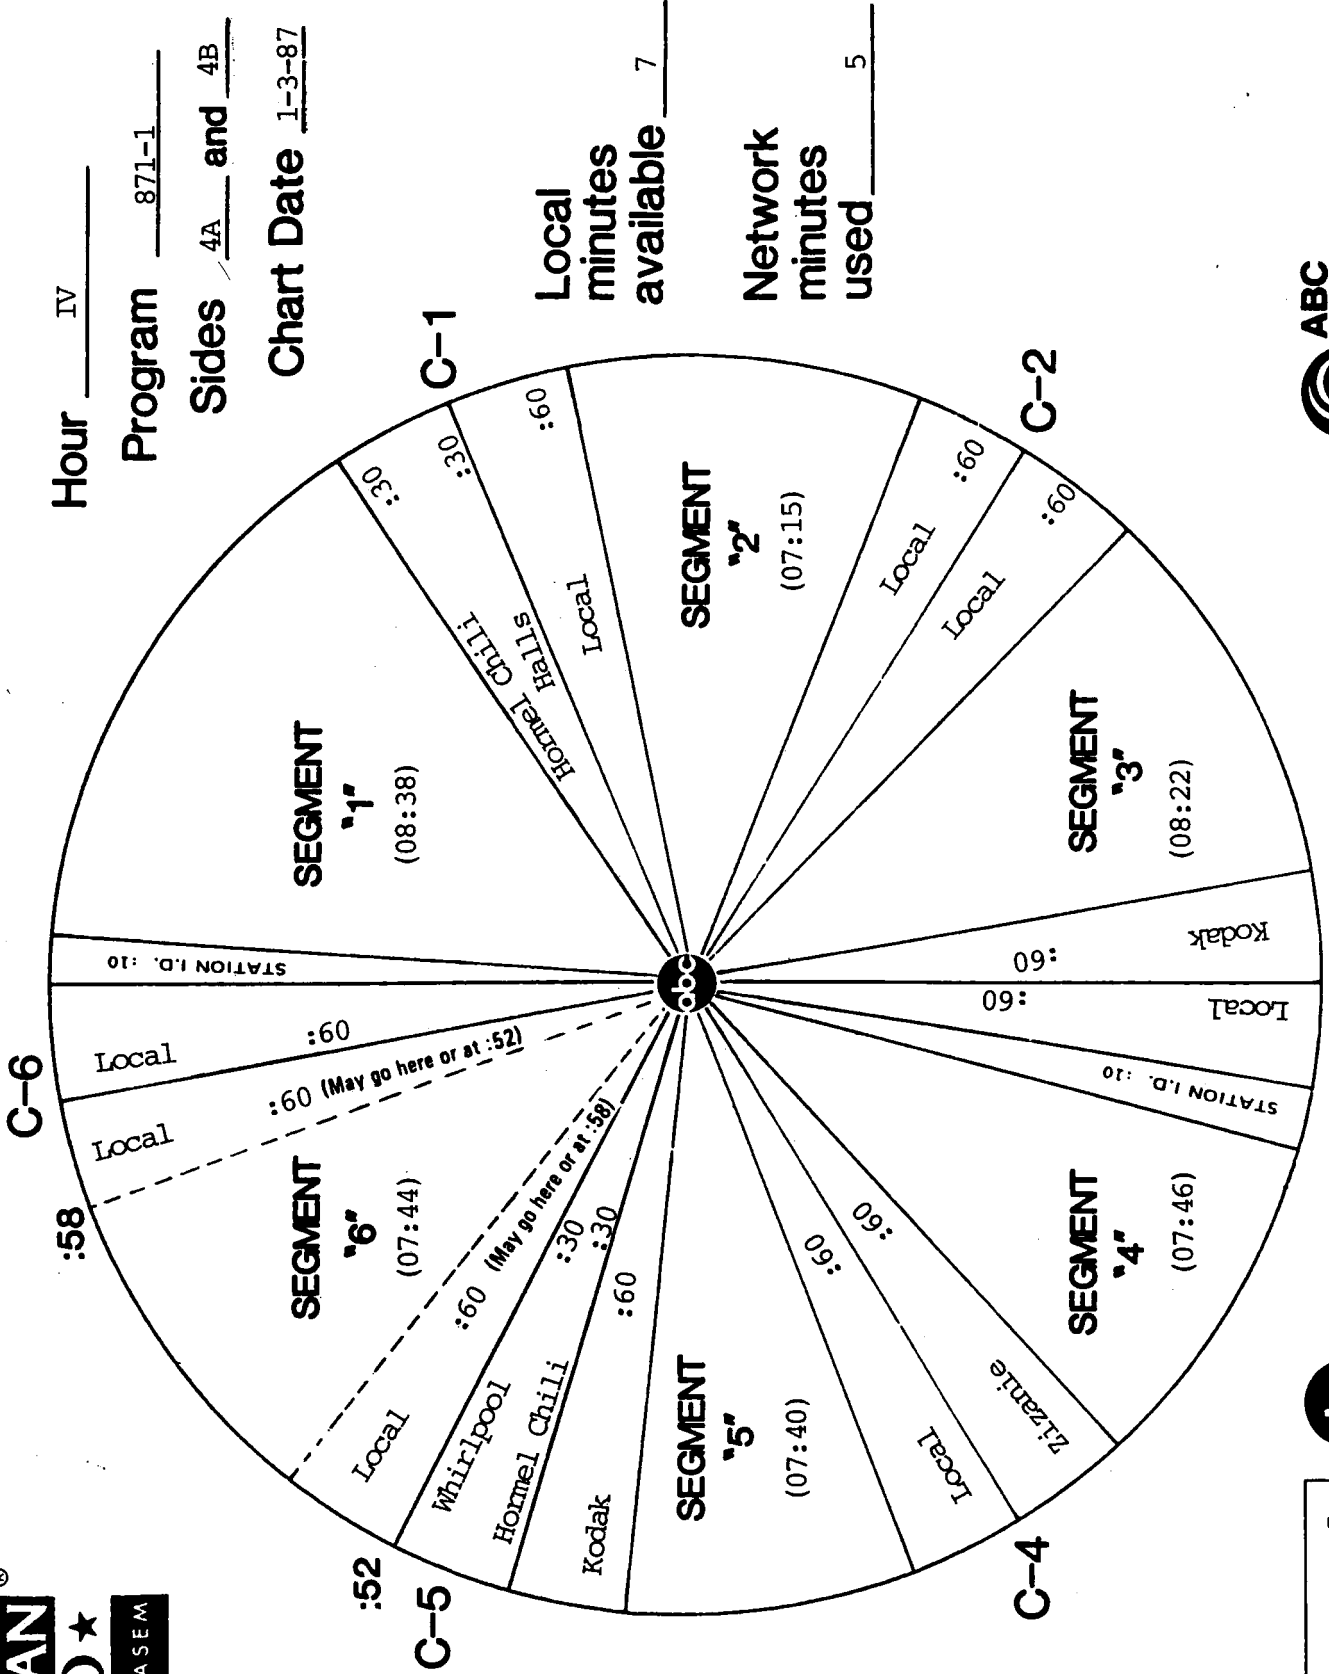 Hour IV
Program 871-1
Sides 4A and 4B
Chart Date 1-3-87
Local
minutes
available 7
Network
minutes
used 5
C-1
C-2
C-4
C-5
:52
:58
C-6
STATION I.D. :10
SEGMENT
"1"
(08:38)
Hormel Chili :30
Halls :30
Local :60
SEGMENT
"2"
(07:15)
Local :60
Local :60
SEGMENT
"3"
(08:22)
Kodak :60
Local :60
STATION I.D. :10
SEGMENT
"4"
(07:46)
Zizanie :60
Local :60
SEGMENT
"5"
(07:40)
Kodak :60
Hormel Chili :30
Whirlpool :30
Local :60 (May go here or at :58)
SEGMENT
"6"
(07:44)
Local :60 (May go here or at :52)
Local :60
abc
ABC
AN
®
ASEM